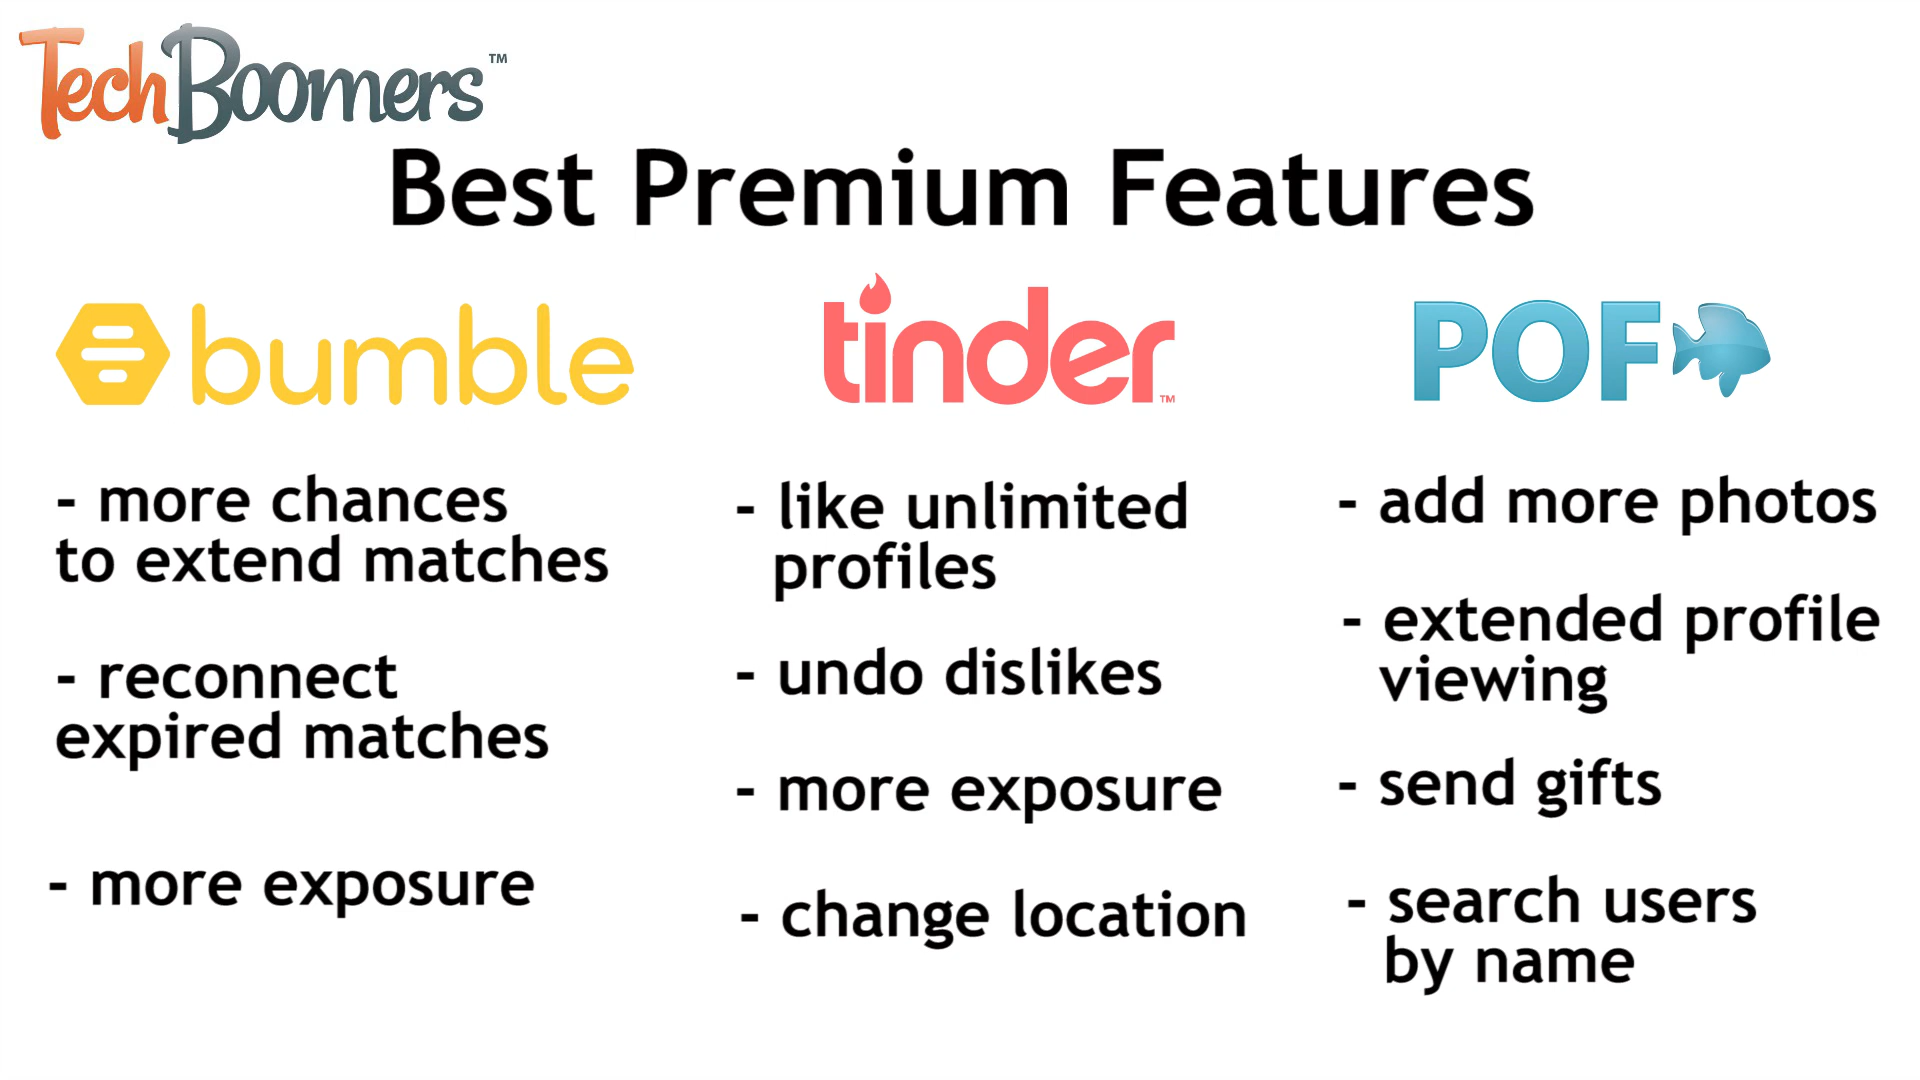 TechBoomers™
Best Premium Features
bumble
- more chances
to extend matches
- reconnect
expired matches
- more exposure
tinder™
- like unlimited
profiles
- undo dislikes
- more exposure
- change location
POF
- add more photos
- extended profile
viewing
- send gifts
- search users
by name